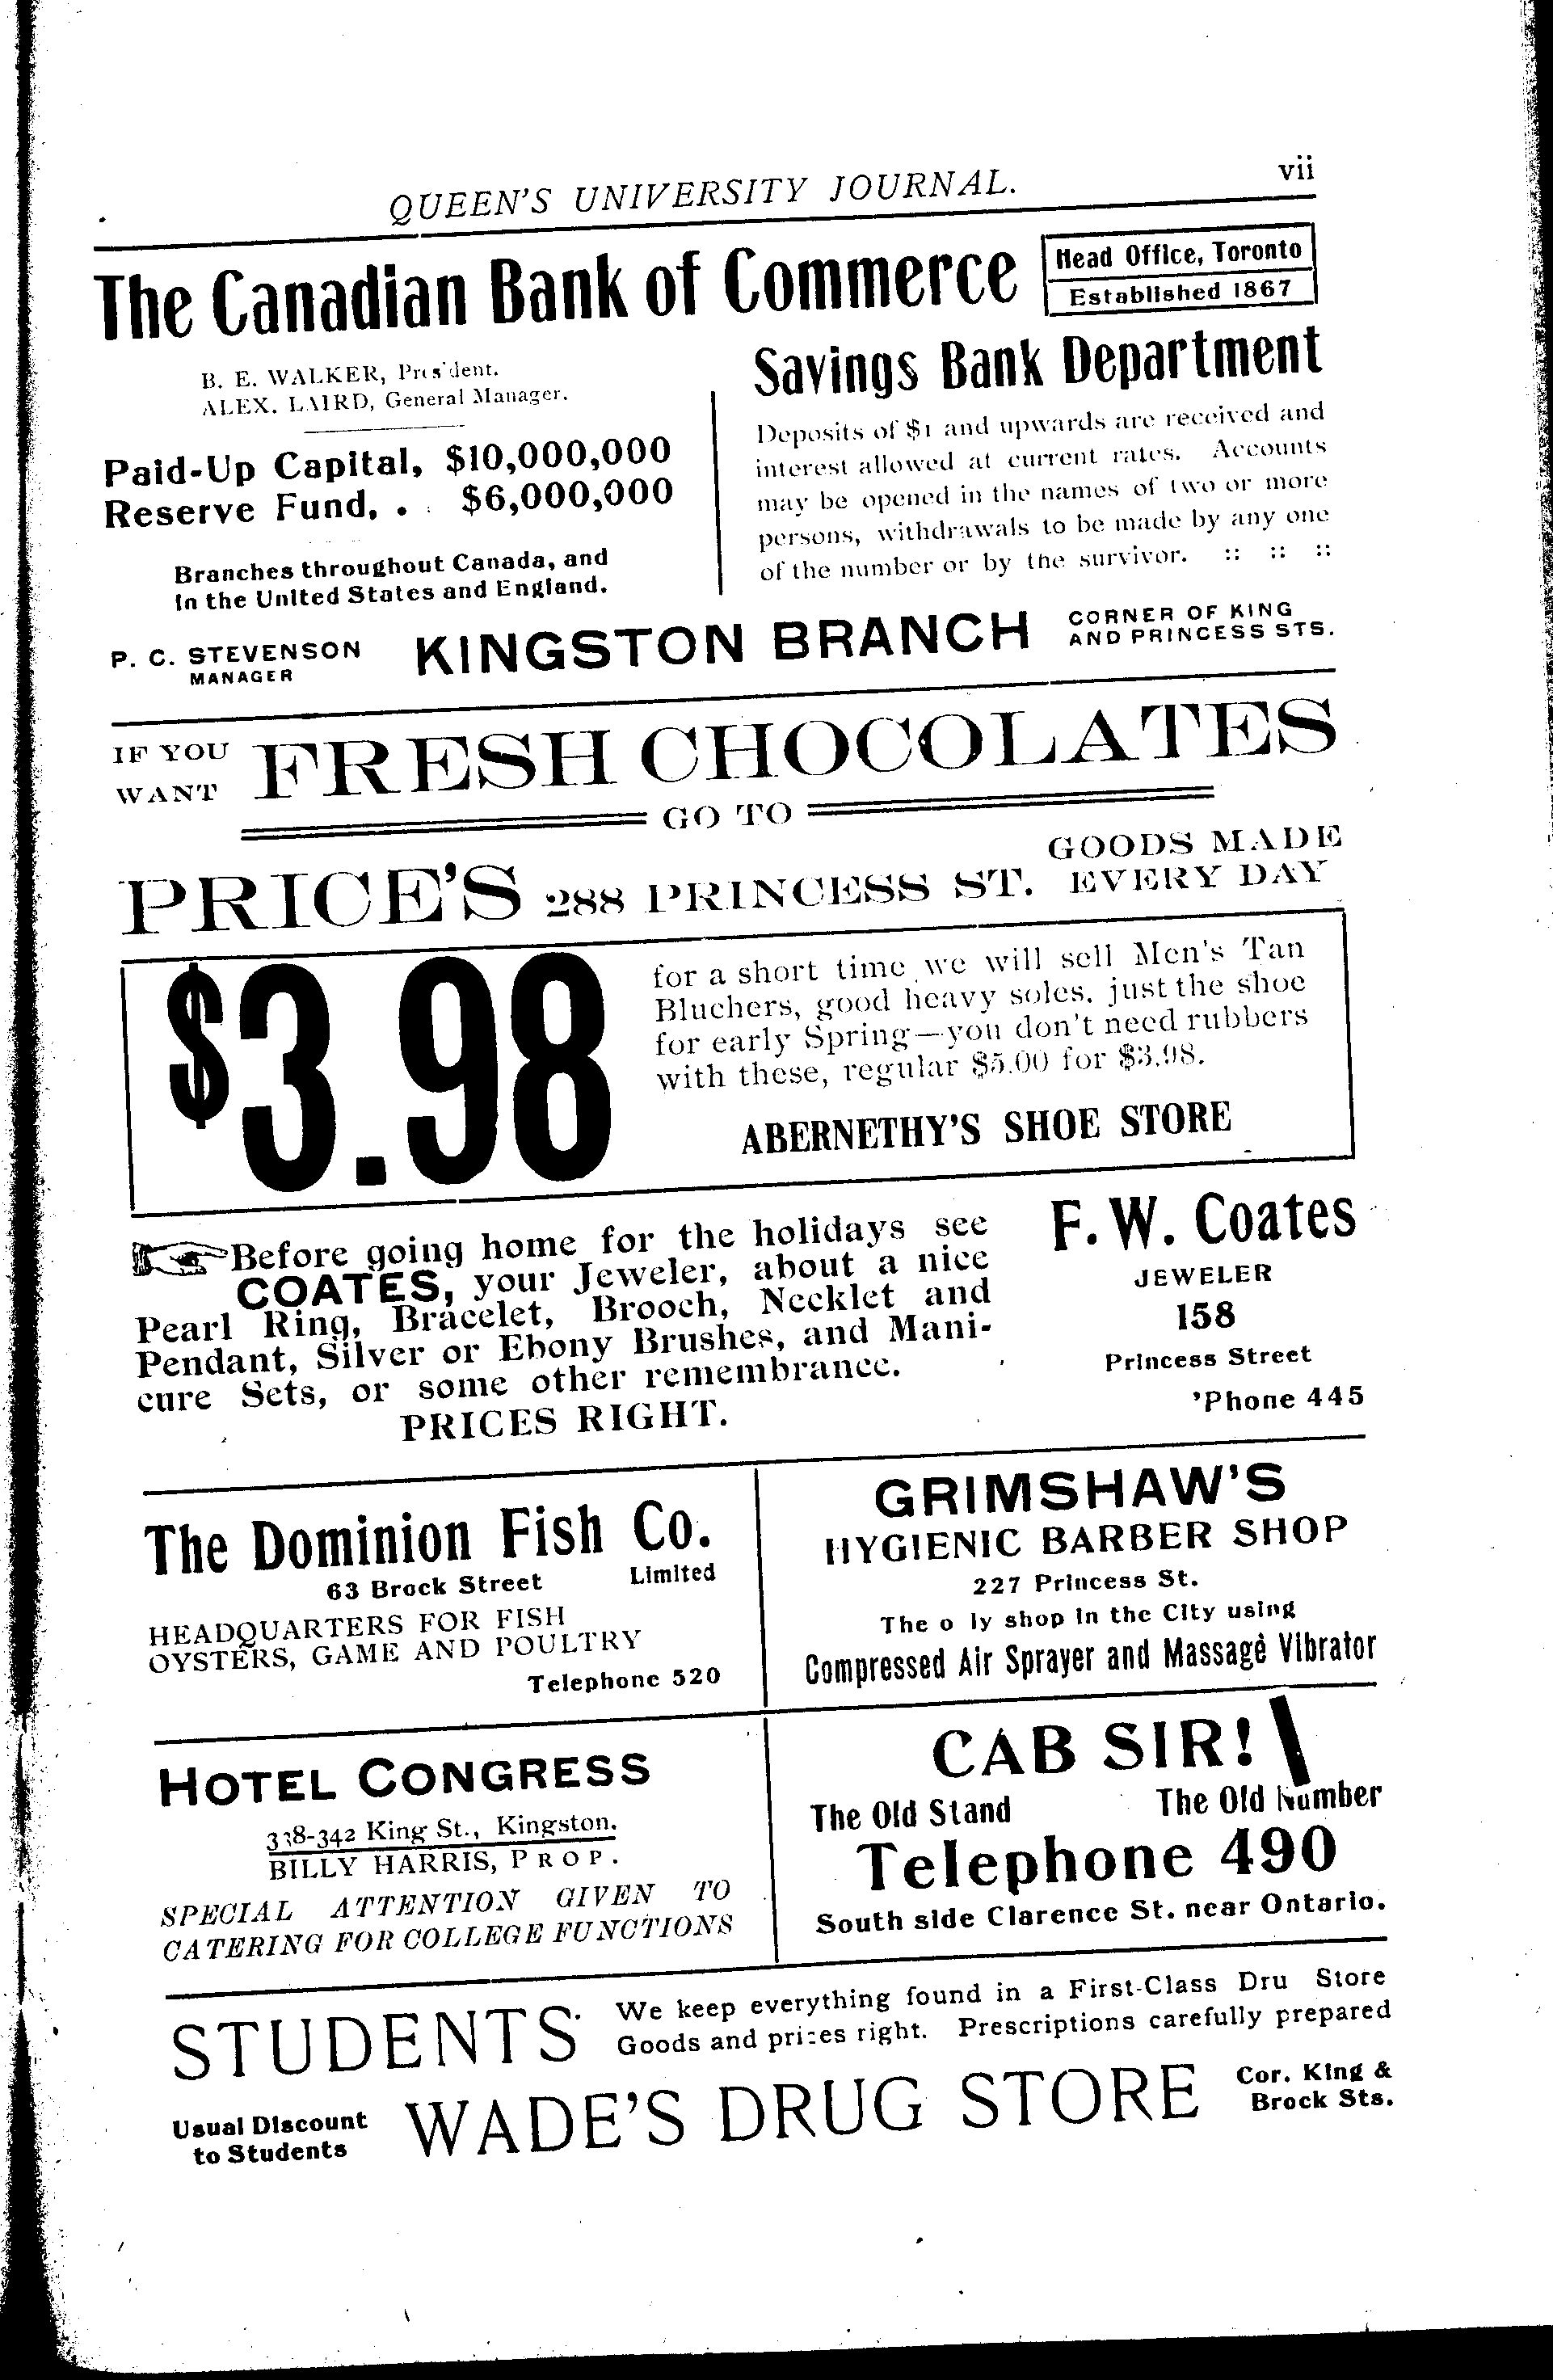 QUEEN'S UNIVERSITY JOURNAL. vii
The Canadian Bank of Commerce
Head Office, Toronto
Established 1867
B. E. WALKER, President.
ALEX. LAIRD, General Manager.
Paid-Up Capital, $10,000,000
Reserve Fund, . . $6,000,000
Branches throughout Canada, and
in the United States and England.
Savings Bank Department
Deposits of $1 and upwards are received and
interest allowed at current rates. Accounts
may be opened in the names of two or more
persons, withdrawals to be made by any one
of the number or by the survivor. :: :: ::
P. C. STEVENSON
MANAGER
KINGSTON BRANCH
CORNER OF KING
AND PRINCESS STS.
IF YOU
WANT
FRESH CHOCOLATES
GO TO
PRICE'S 288 PRINCESS ST.
GOODS MADE
EVERY DAY
$3.98
for a short time we will sell Men's Tan
Bluchers, good heavy soles, just the shoe
for early Spring—you don't need rubbers
with these, regular $5.00 for $3.98.
ABERNETHY'S SHOE STORE
Before going home for the holidays see
COATES, your Jeweler, about a nice
Pearl Ring, Bracelet, Brooch, Necklet and
Pendant, Silver or Ebony Brushes, and Mani-
cure Sets, or some other remembrance.
PRICES RIGHT.
F. W. Coates
JEWELER
158
Princess Street
'Phone 445
The Dominion Fish Co.
63 Brock Street Limited
HEADQUARTERS FOR FISH
OYSTERS, GAME AND POULTRY
Telephone 520
GRIMSHAW'S
HYGIENIC BARBER SHOP
227 Princess St.
The o ly shop in the City using
Compressed Air Sprayer and Massagè Vibrator
HOTEL CONGRESS
338-342 King St., Kingston.
BILLY HARRIS, PROP.
SPECIAL ATTENTION GIVEN TO
CATERING FOR COLLEGE FUNCTIONS
CAB SIR!
The Old Stand The Old Number
Telephone 490
South side Clarence St. near Ontario.
STUDENTS
We keep everything found in a First-Class Dru Store
Goods and prices right. Prescriptions carefully prepared
Usual Discount
to Students
WADE'S DRUG STORE
Cor. King &
Brock Sts.